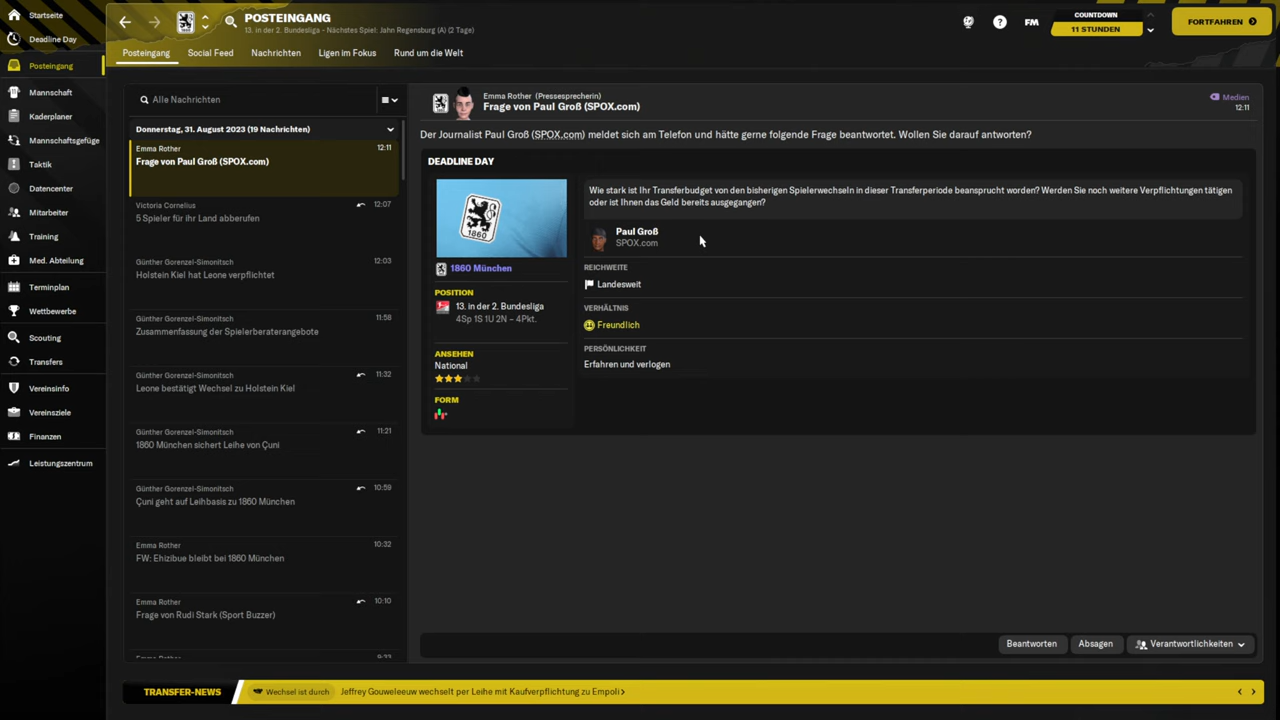 Startseite
Deadline Day
Posteingang
Mannschaft
Kaderplaner
Mannschaftsgefüge
Taktik
Datencenter
Mitarbeiter
Training
Med. Abteilung
Terminplan
Wettbewerbe
Scouting
Transfers
Vereinsinfo
Vereinsziele
Finanzen
Leistungszentrum
POSTEINGANG
13. in der 2. Bundesliga - Nächstes Spiel: Jahn Regensburg (A) (2 Tage)
FM
COUNTDOWN
11 STUNDEN
FORTFAHREN
Posteingang
Social Feed
Nachrichten
Ligen im Fokus
Rund um die Welt
Alle Nachrichten
Donnerstag, 31. August 2023 (19 Nachrichten)
Emma Rother 12:11
Frage von Paul Groß (SPOX.com)
Victoria Cornelius 12:07
5 Spieler für ihr Land abberufen
Günther Gorenzel-Simonitsch 12:03
Holstein Kiel hat Leone verpflichtet
Günther Gorenzel-Simonitsch 11:58
Zusammenfassung der Spielerberaterangebote
Günther Gorenzel-Simonitsch 11:32
Leone bestätigt Wechsel zu Holstein Kiel
Günther Gorenzel-Simonitsch 11:21
1860 München sichert Leihe von Çuni
Günther Gorenzel-Simonitsch 10:59
Çuni geht auf Leihbasis zu 1860 München
Emma Rother 10:32
FW: Ehizibue bleibt bei 1860 München
Emma Rother 10:10
Frage von Rudi Stark (Sport Buzzer)
Emma Rother (Pressesprecherin)
Frage von Paul Groß (SPOX.com)
Medien
12:11
Der Journalist Paul Groß (SPOX.com) meldet sich am Telefon und hätte gerne folgende Frage beantwortet. Wollen Sie darauf antworten?
DEADLINE DAY
1860
1860 München
POSITION
13. in der 2. Bundesliga
4Sp 1S 1U 2N – 4Pkt.
ANSEHEN
National
FORM
Wie stark ist Ihr Transferbudget von den bisherigen Spielerwechseln in dieser Transferperiode beansprucht worden? Werden Sie noch weitere Verpflichtungen tätigen
oder ist Ihnen das Geld bereits ausgegangen?
Paul Groß
SPOX.com
REICHWEITE
Landesweit
VERHÄLTNIS
Freundlich
PERSÖNLICHKEIT
Erfahren und verlogen
Beantworten
Absagen
Verantwortlichkeiten
TRANSFER-NEWS
Wechsel ist durch
Jeffrey Gouweleeuw wechselt per Leihe mit Kaufverpflichtung zu Empoli